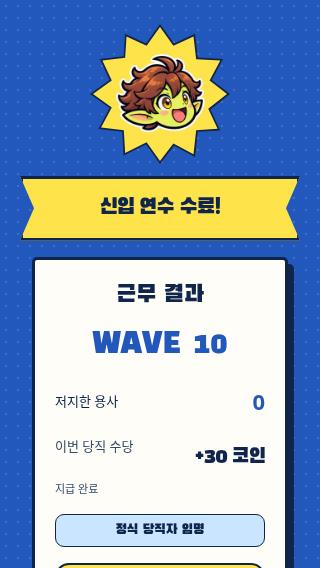 신입 연수 수료!
근무 결과
WAVE 10
저지한 용사 0
이번 당직 수당 +30 코인
지급 완료
정식 당직자 임명